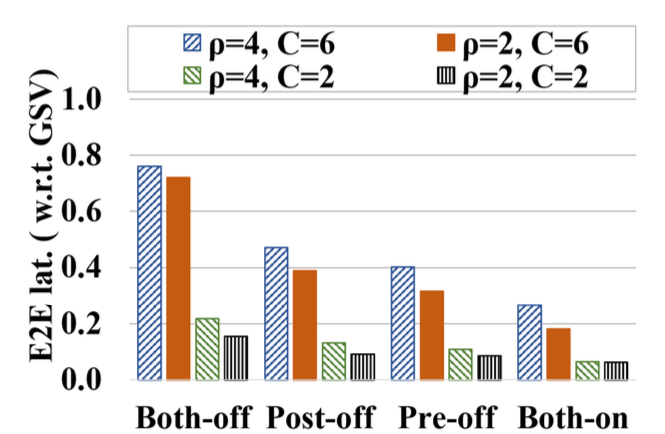 ρ=4, C=6 ρ=2, C=6
ρ=4, C=2 ρ=2, C=2
E2E lat. ( w.r.t. GSV)
1.0
0.8
0.6
0.4
0.2
0.0
Both-off Post-off Pre-off Both-on